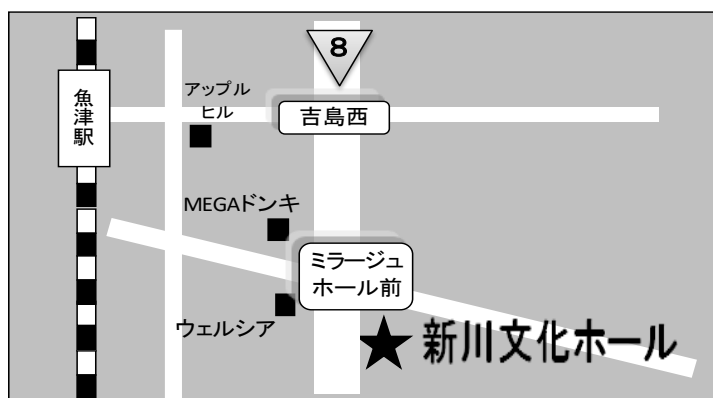 8
アップル
ヒル
魚津駅
吉島西
MEGAドンキ
ミラージュ
ホール前
ウェルシア
★新川文化ホール